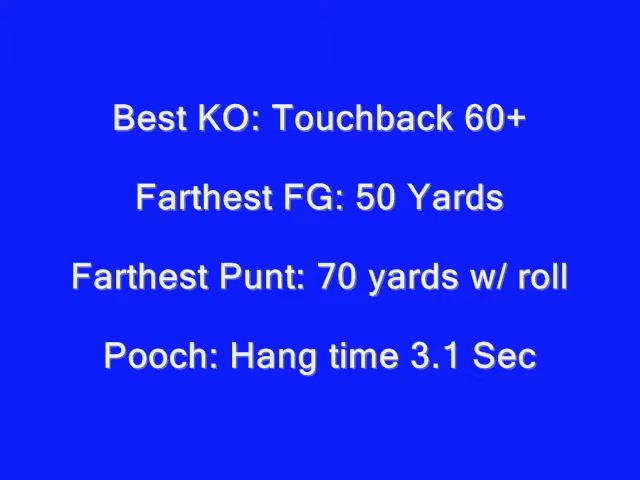 Best KO: Touchback 60+
Farthest FG: 50 Yards
Farthest Punt: 70 yards w/ roll
Pooch: Hang time 3.1 Sec